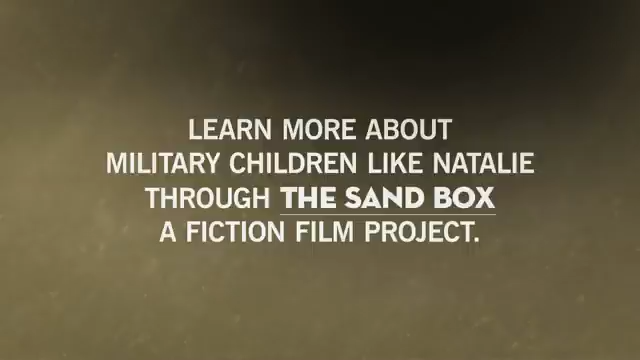 LEARN MORE ABOUT
MILITARY CHILDREN LIKE NATALIE
THROUGH THE SAND BOX
A FICTION FILM PROJECT.